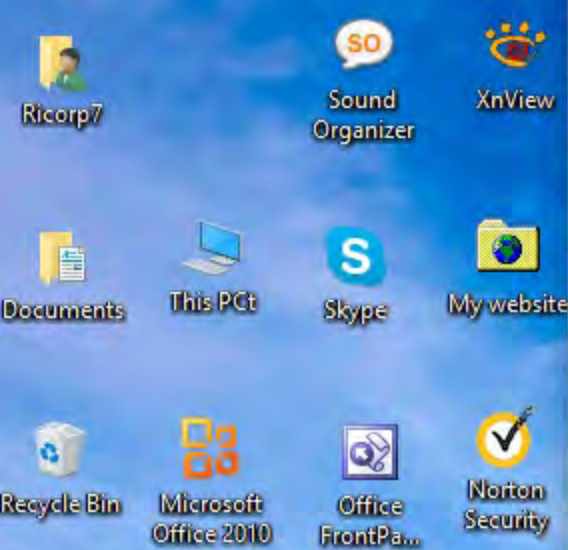 SO
Ricorp7
Sound
Organizer
XnView
S
Documents
This PCt
Skype
My website
Recycle Bin
Microsoft
Office 2010
Office
FrontPa...
Norton
Security